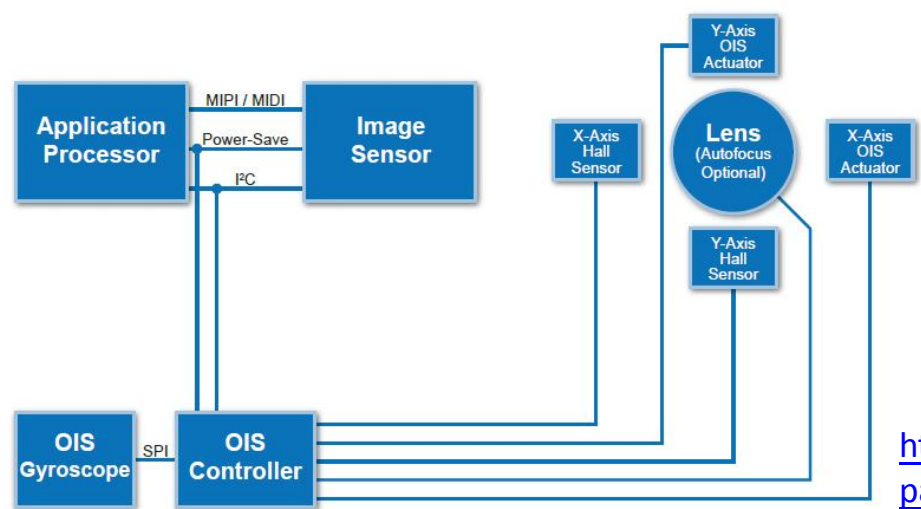 Y-Axis
OIS
Actuator
Application
Processor
MIPI / MIDI
Power-Save
I²C
Image
Sensor
X-Axis
Hall
Sensor
Lens
(Autofocus
Optional)
X-Axis
OIS
Actuator
Y-Axis
Hall
Sensor
OIS
Gyroscope
SPI
OIS
Controller